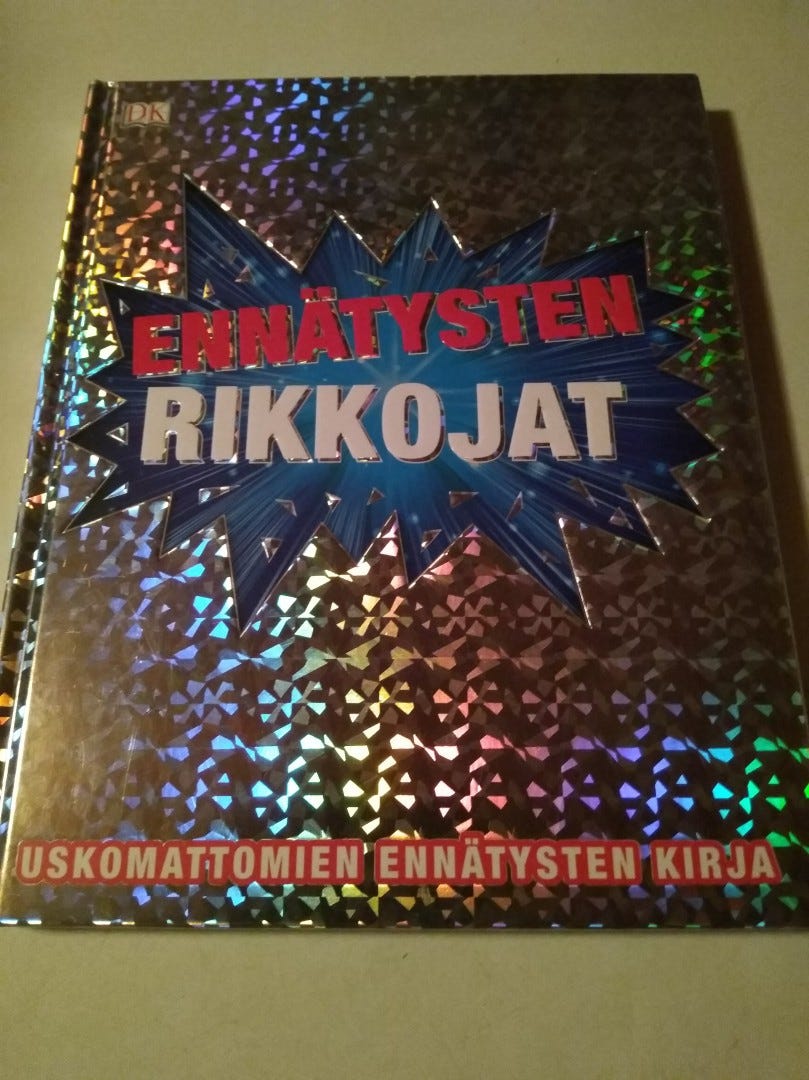 DK
ENNÄTYSTEN
RIKKOJAT
USKOMATTOMIEN ENNÄTYSTEN KIRJA